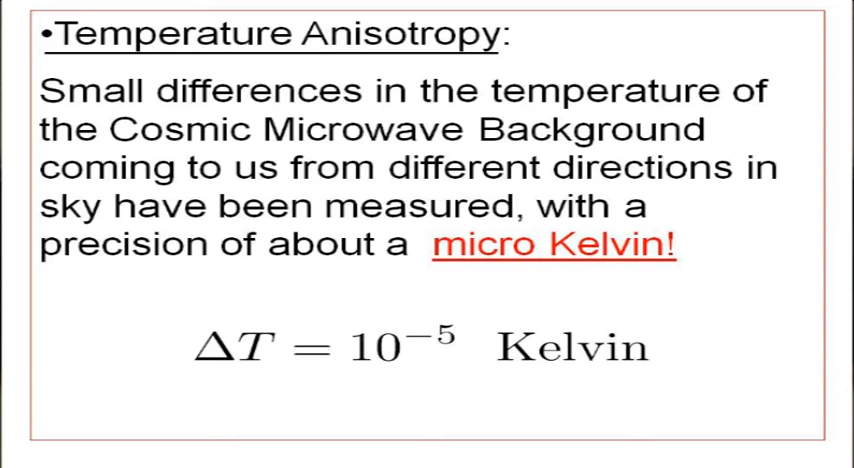 •Temperature Anisotropy:
Small differences in the temperature of
the Cosmic Microwave Background
coming to us from different directions in
sky have been measured, with a
precision of about a micro Kelvin!
ΔT = 10⁻⁵ Kelvin